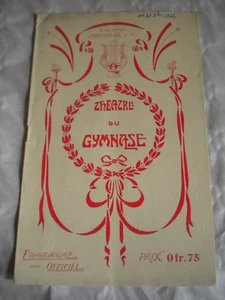 THEATRE
DU
GYMNASE
PROGRAMME
OFFICIEL
PRIX 0fr.75